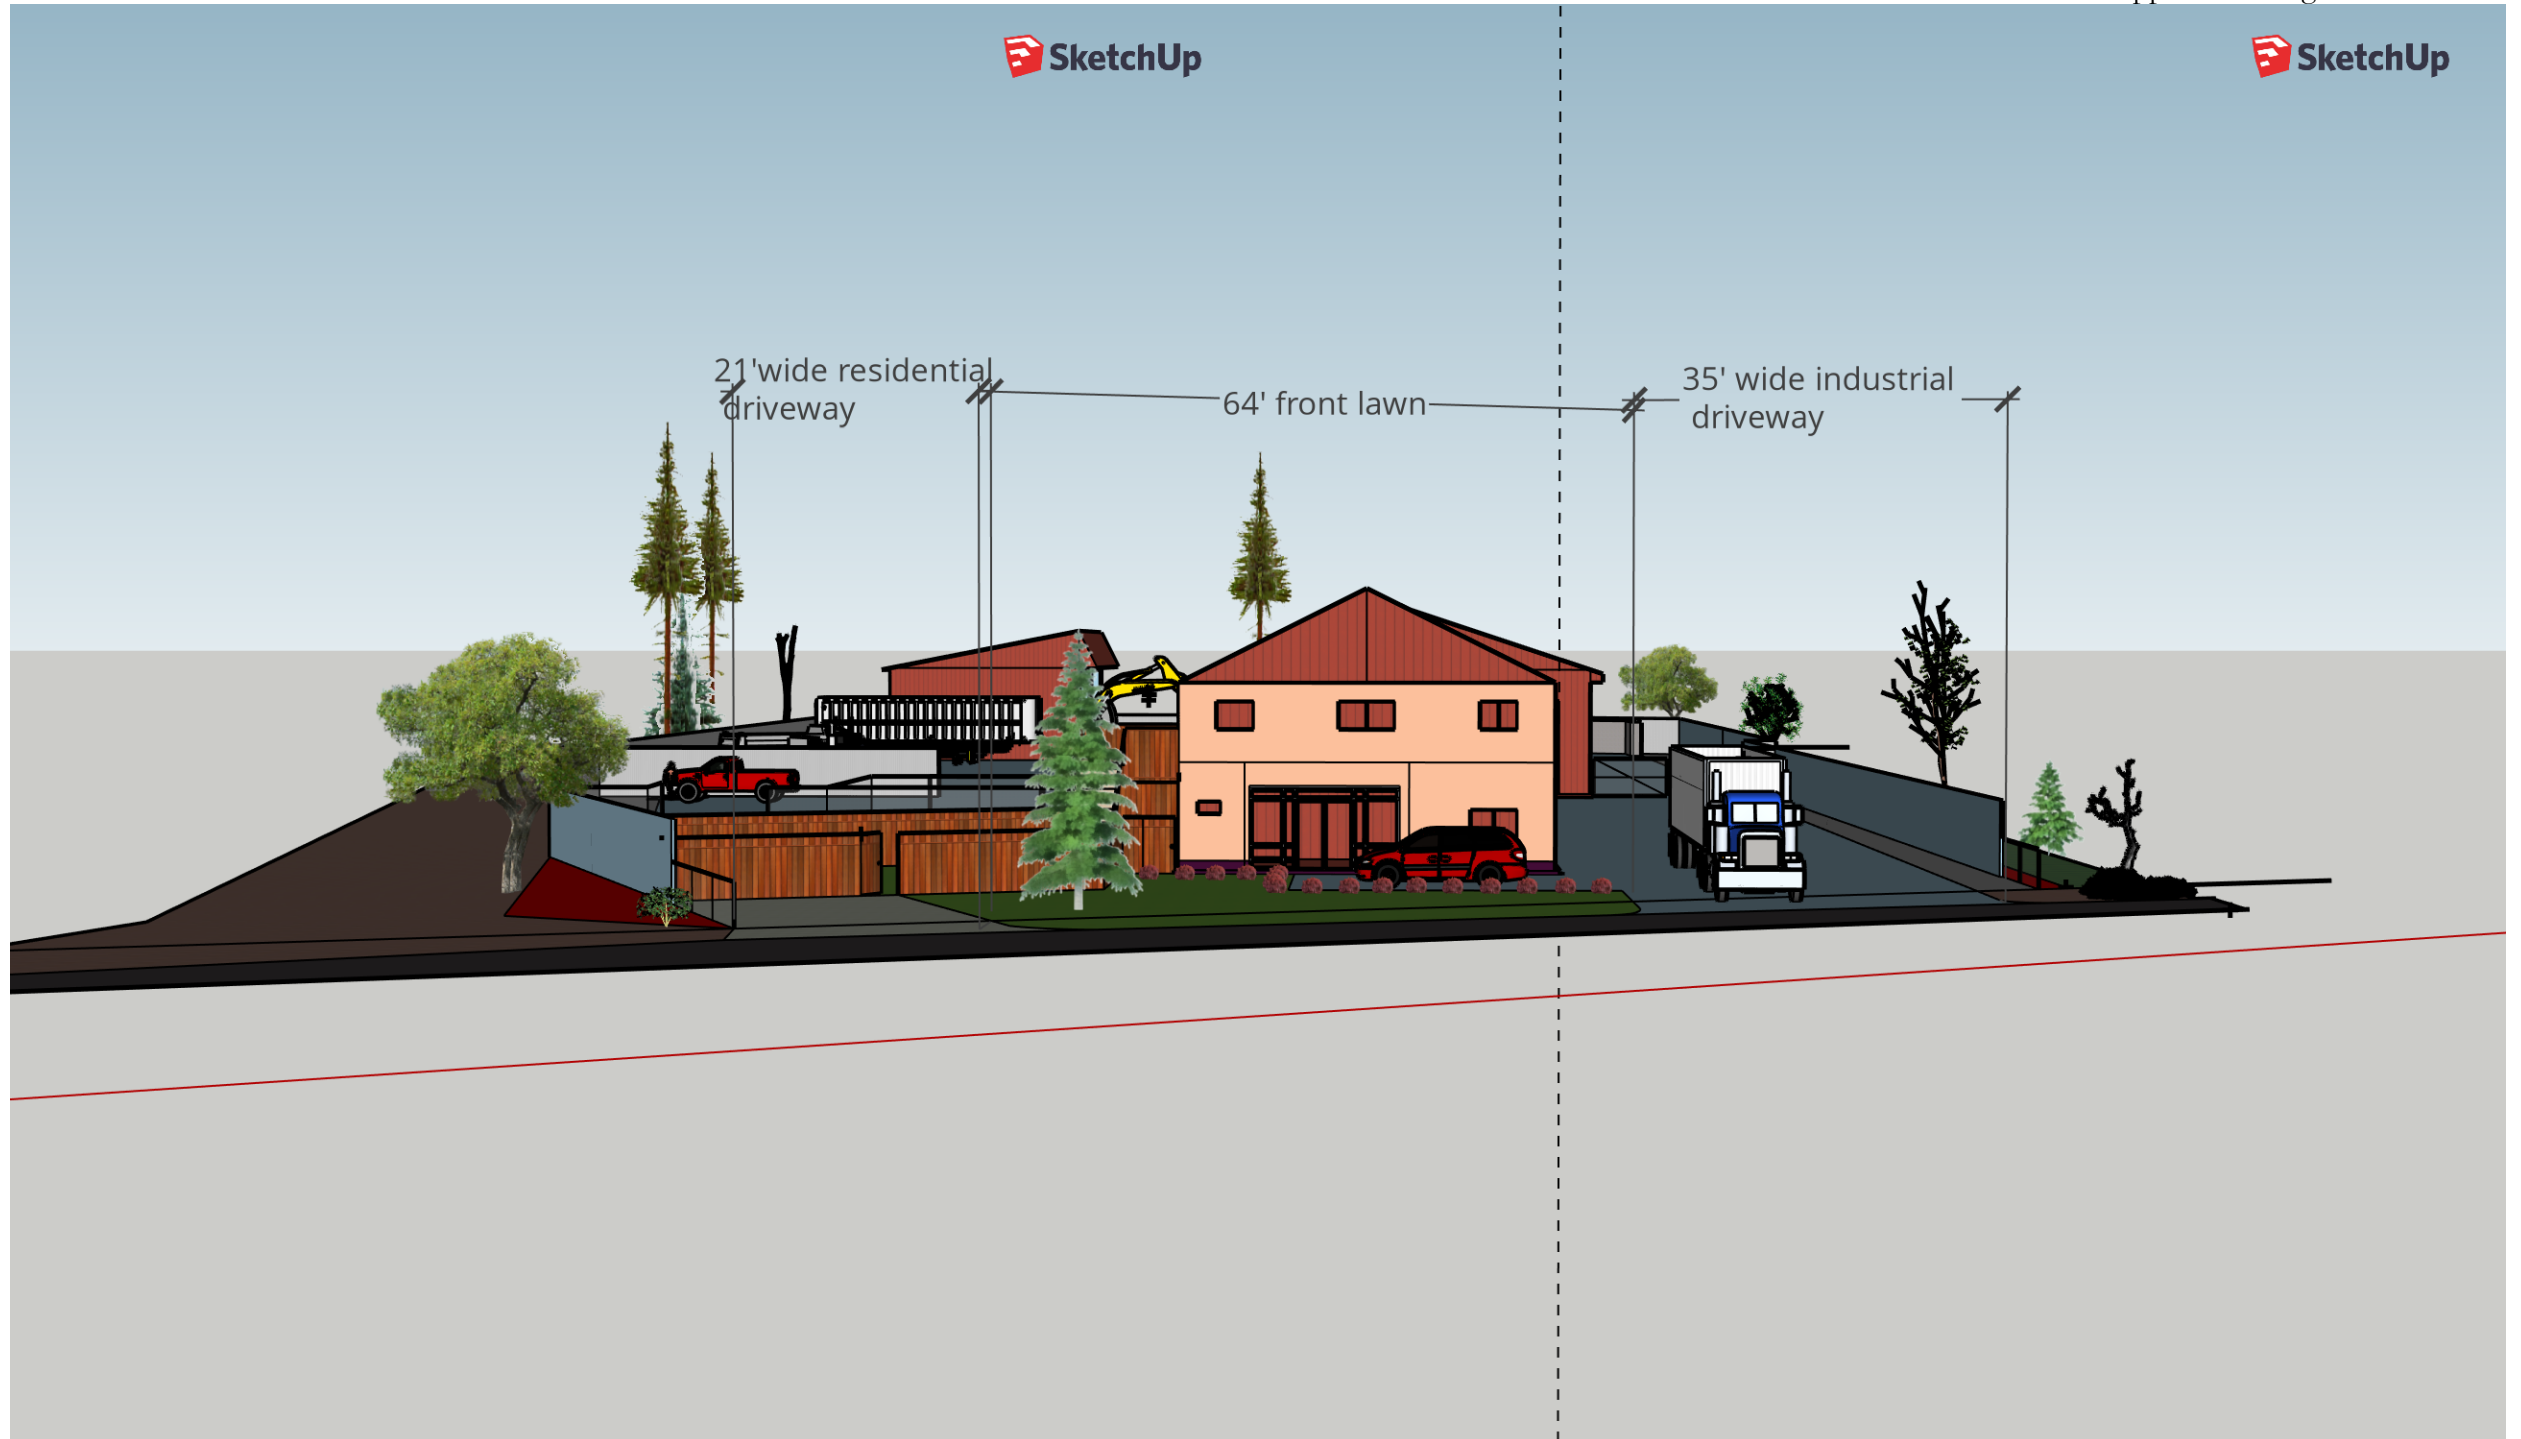 SketchUp
SketchUp
21'wide residential
driveway
64' front lawn
35' wide industrial
driveway